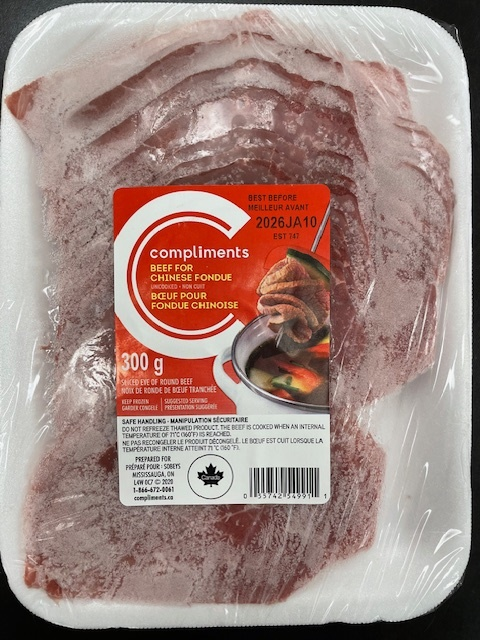 BEST BEFORE
MEILLEUR AVANT
2026JA10
EST 747
compliments
BEEF FOR
CHINESE FONDUE
UNCOOKED • NON CUIT
BŒUF POUR
FONDUE CHINOISE
300 g
SLICED EYE OF ROUND BEEF
NOIX DE RONDE DE BŒUF TRANCHÉE
KEEP FROZEN
GARDER CONGELÉ
SUGGESTED SERVING
PRÉSENTATION SUGGÉRÉE
SAFE HANDLING - MANIPULATION SÉCURITAIRE
DO NOT REFREEZE THAWED PRODUCT. THE BEEF IS COOKED WHEN AN INTERNAL
TEMPERATURE OF 71°C (160°F) IS REACHED.
NE PAS RECONGELER LE PRODUIT DÉCONGELÉ. LE BŒUF EST CUIT LORSQUE LA
TEMPÉRATURE INTERNE ATTEINT 71 °C (160 °F).
PREPARED FOR
PRÉPARÉ POUR : SOBEYS
MISSISSAUGA, ON
L4W 0C7 © 2020
1-866-672-0061
compliments.ca
Canada
0 55742 54991 1